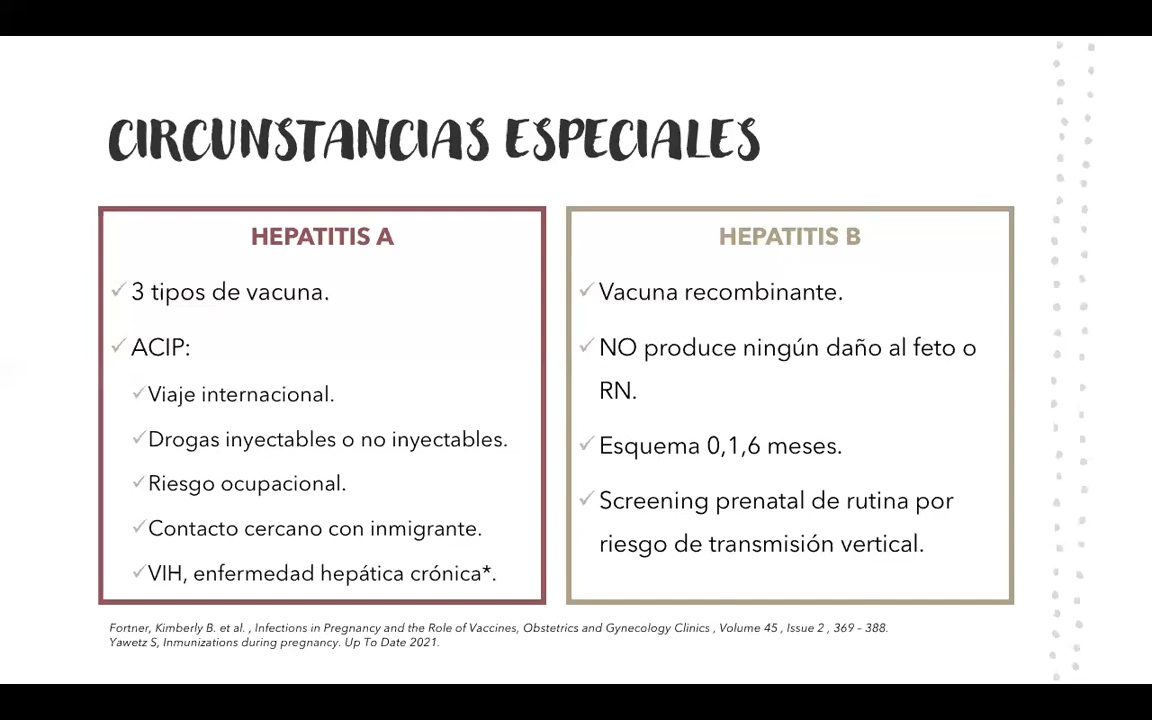 CIRCUNSTANCIAS ESPECIALES
HEPATITIS A
3 tipos de vacuna.
ACIP:
Viaje internacional.
Drogas inyectables o no inyectables.
Riesgo ocupacional.
Contacto cercano con inmigrante.
VIH, enfermedad hepática crónica*.
HEPATITIS B
Vacuna recombinante.
NO produce ningún daño al feto o
RN.
Esquema 0,1,6 meses.
Screening prenatal de rutina por
riesgo de transmisión vertical.
Fortner, Kimberly B. et al. , Infections in Pregnancy and the Role of Vaccines, Obstetrics and Gynecology Clinics , Volume 45 , Issue 2 , 369 – 388.
Yawetz S, Inmunizations during pregnancy. Up To Date 2021.